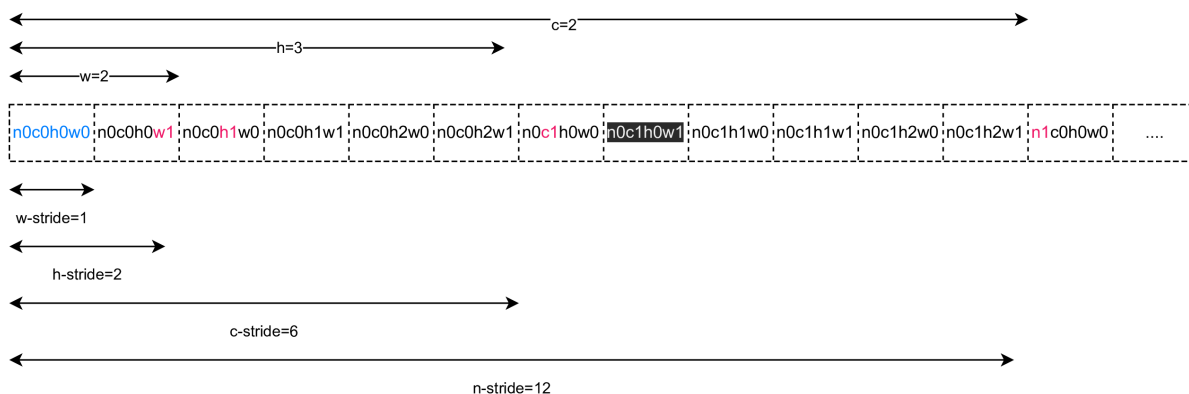 c=2
h=3
w=2
n0c0h0w0 n0c0h0w1 n0c0h1w0 n0c0h1w1 n0c0h2w0 n0c0h2w1 n0c1h0w0 n0c1h0w1 n0c1h1w0 n0c1h1w1 n0c1h2w0 n0c1h2w1 n1c0h0w0 ....
w-stride=1
h-stride=2
c-stride=6
n-stride=12